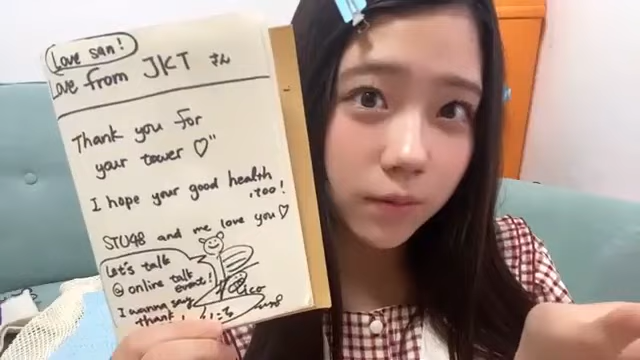 Love san!
Love from JKT さん
Thank you for
your tower ♡"
I hope your good health
, too!
STU48 and me love you♡
Let's talk
@ online talk
event!
I wanna say
thank